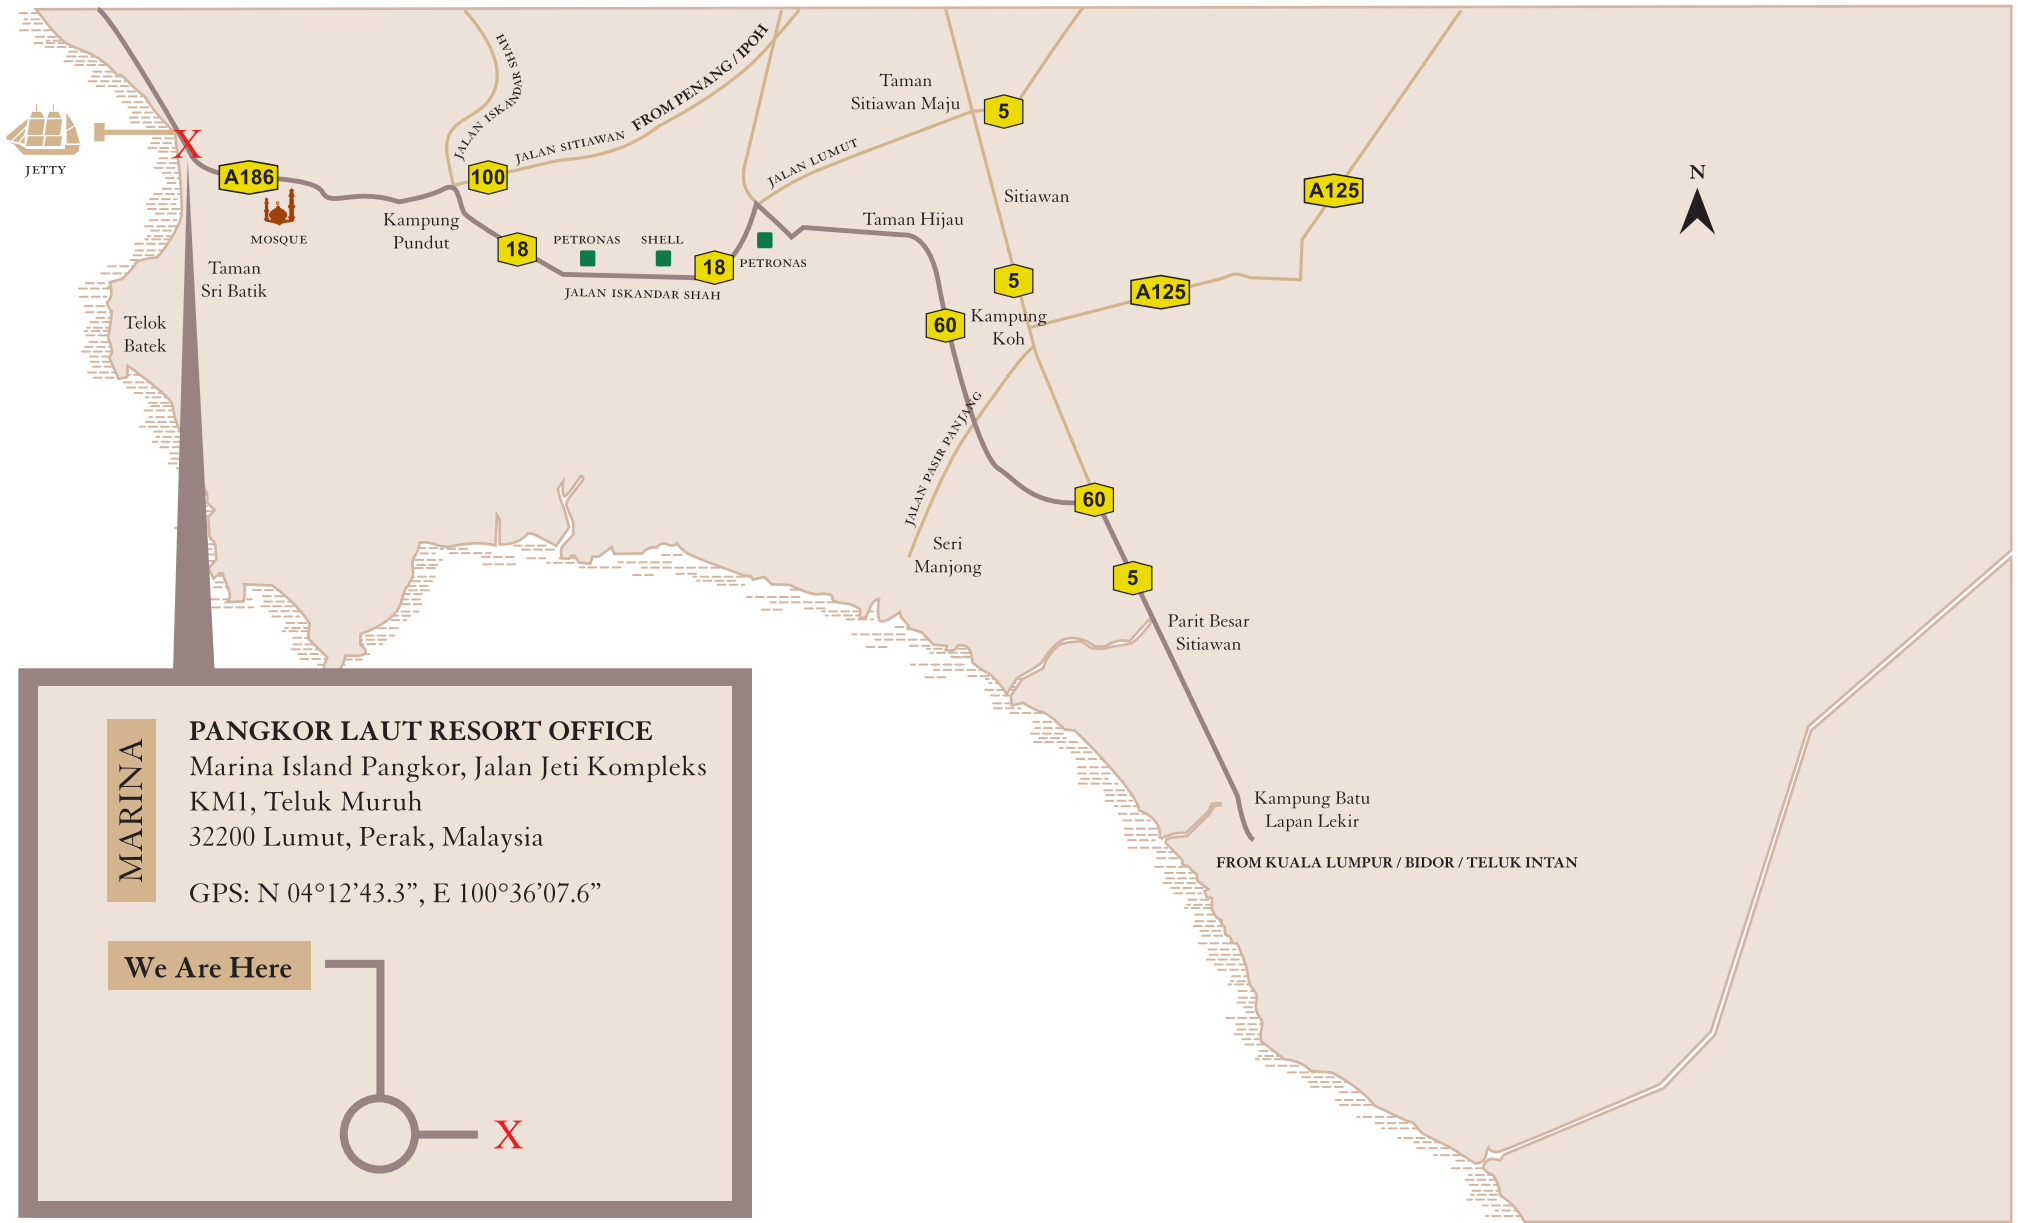 JALAN ISKANDAR SHAH
FROM PENANG / IPOH
JALAN SITIAWAN
Taman
Sitiawan Maju
5
JALAN LUMUT
JETTY
X
A186
100
MOSQUE
Kampung
Pundut
18
PETRONAS
SHELL
18
JALAN ISKANDAR SHAH
PETRONAS
Taman Hijau
Sitiawan
A125
N
Taman
Sri Batik
Telok
Batek
5
A125
60
Kampung
Koh
JALAN PASIR PANJANG
60
Seri
Manjong
5
Parit Besar
Sitiawan
Kampung Batu
Lapan Lekir
FROM KUALA LUMPUR / BIDOR / TELUK INTAN
MARINA
PANGKOR LAUT RESORT OFFICE
Marina Island Pangkor, Jalan Jeti Kompleks
KM1, Teluk Muruh
32200 Lumut, Perak, Malaysia
GPS: N 04°12’43.3”, E 100°36’07.6”
We Are Here
X